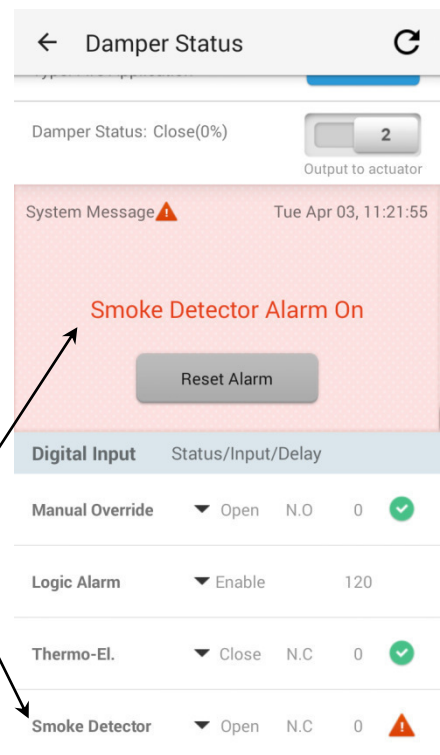 Damper Status
Damper Status: Close(0%)
2
Output to actuator
System Message
Tue Apr 03, 11:21:55
Smoke Detector Alarm On
Reset Alarm
Digital Input Status/Input/Delay
Manual Override Open N.O 0
Logic Alarm Enable 120
Thermo-El. Close N.C 0
Smoke Detector Open N.C 0